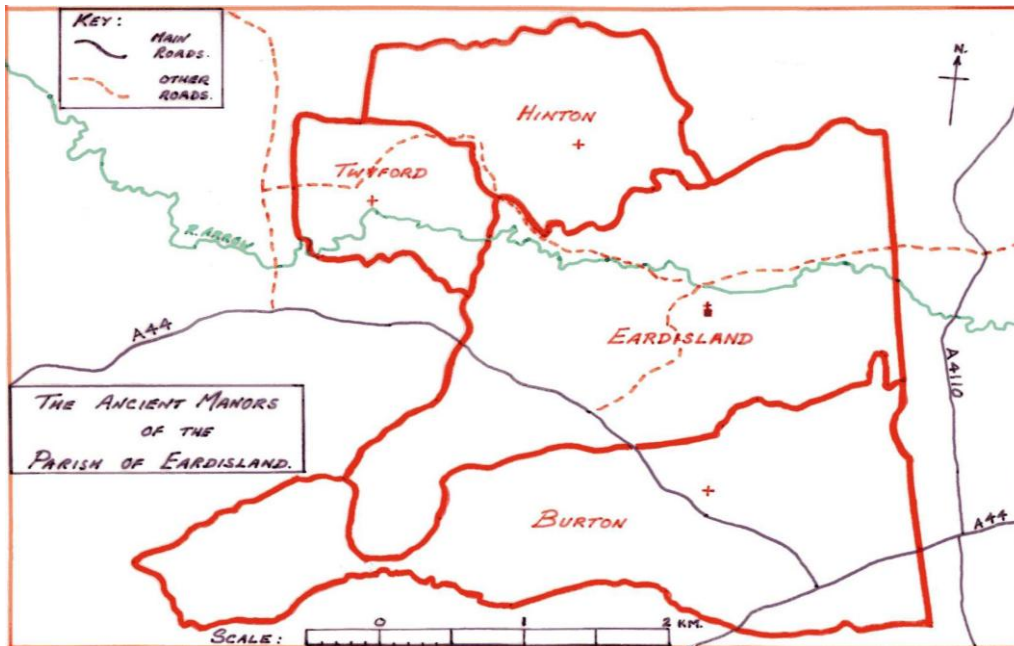 KEY:
MAIN
ROADS.
OTHER
ROADS.
N.
HINTON
TWYFORD
R. ARROW
EARDISLAND
A44
A4110
THE ANCIENT MANORS
OF THE
PARISH OF EARDISLAND.
BURTON
A44
SCALE:
0 1 2 KM.